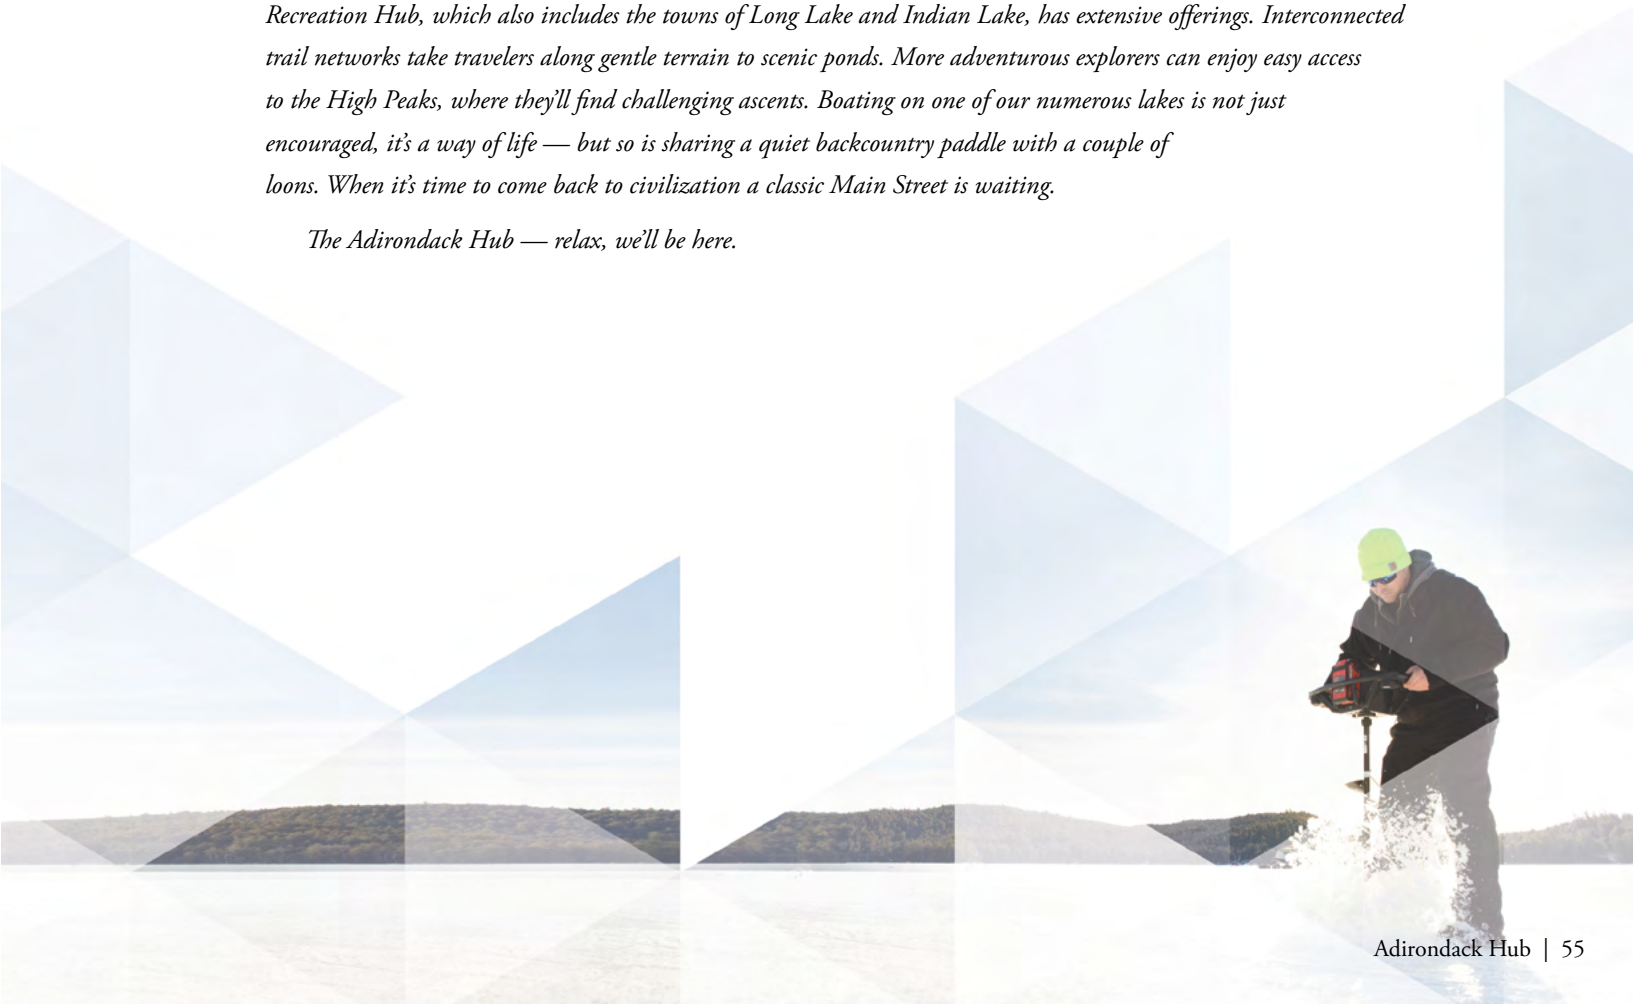 Recreation Hub, which also includes the towns of Long Lake and Indian Lake, has extensive offerings. Interconnected
trail networks take travelers along gentle terrain to scenic ponds. More adventurous explorers can enjoy easy access
to the High Peaks, where they’ll find challenging ascents. Boating on one of our numerous lakes is not just
encouraged, it’s a way of life — but so is sharing a quiet backcountry paddle with a couple of
loons. When it’s time to come back to civilization a classic Main Street is waiting.
The Adirondack Hub — relax, we’ll be here.
Adirondack Hub | 55